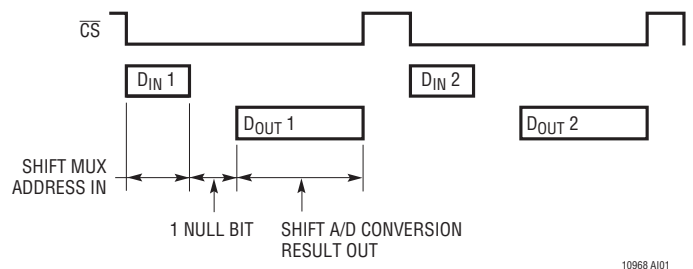 CS
D_IN 1
D_IN 2
D_OUT 1
D_OUT 2
SHIFT MUX
ADDRESS IN
1 NULL BIT
SHIFT A/D CONVERSION
RESULT OUT
10968 AI01